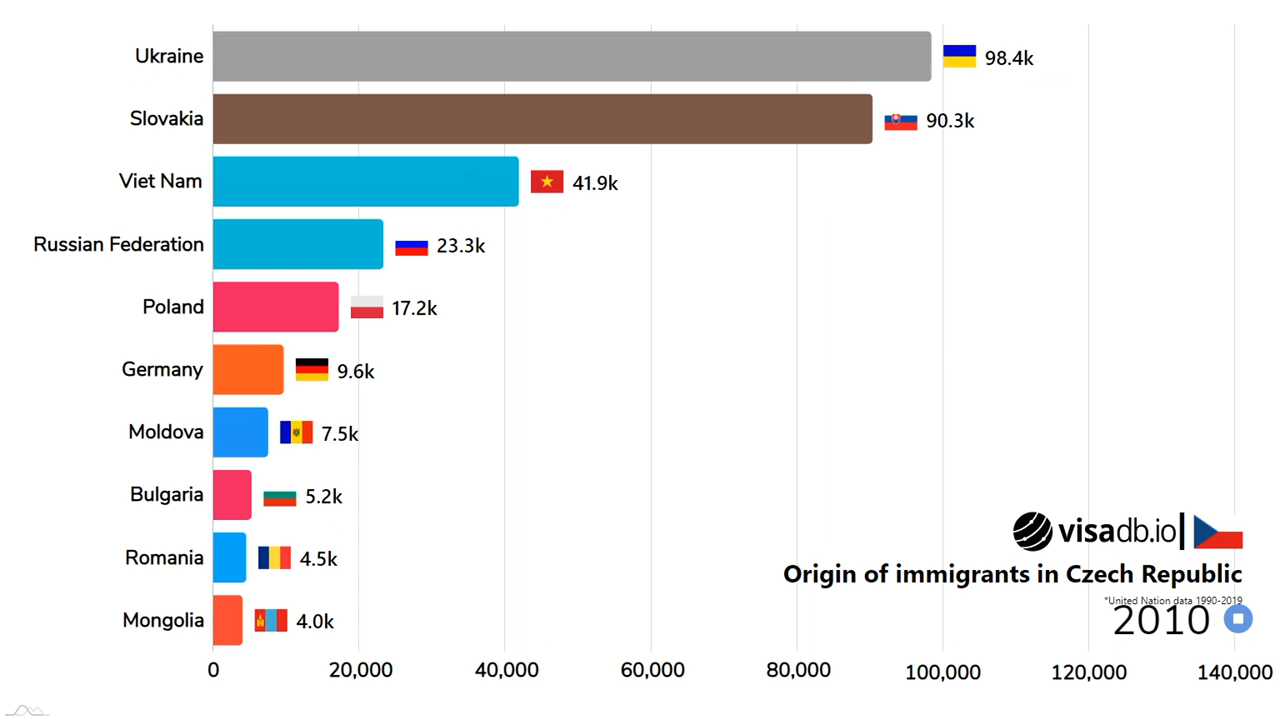 Ukraine 98.4k
Slovakia 90.3k
Viet Nam 41.9k
Russian Federation 23.3k
Poland 17.2k
Germany 9.6k
Moldova 7.5k
Bulgaria 5.2k
Romania 4.5k
Mongolia 4.0k
visadb.io
Origin of immigrants in Czech Republic
*United Nation data 1990-2019
2010
0 20,000 40,000 60,000 80,000 100,000 120,000 140,000